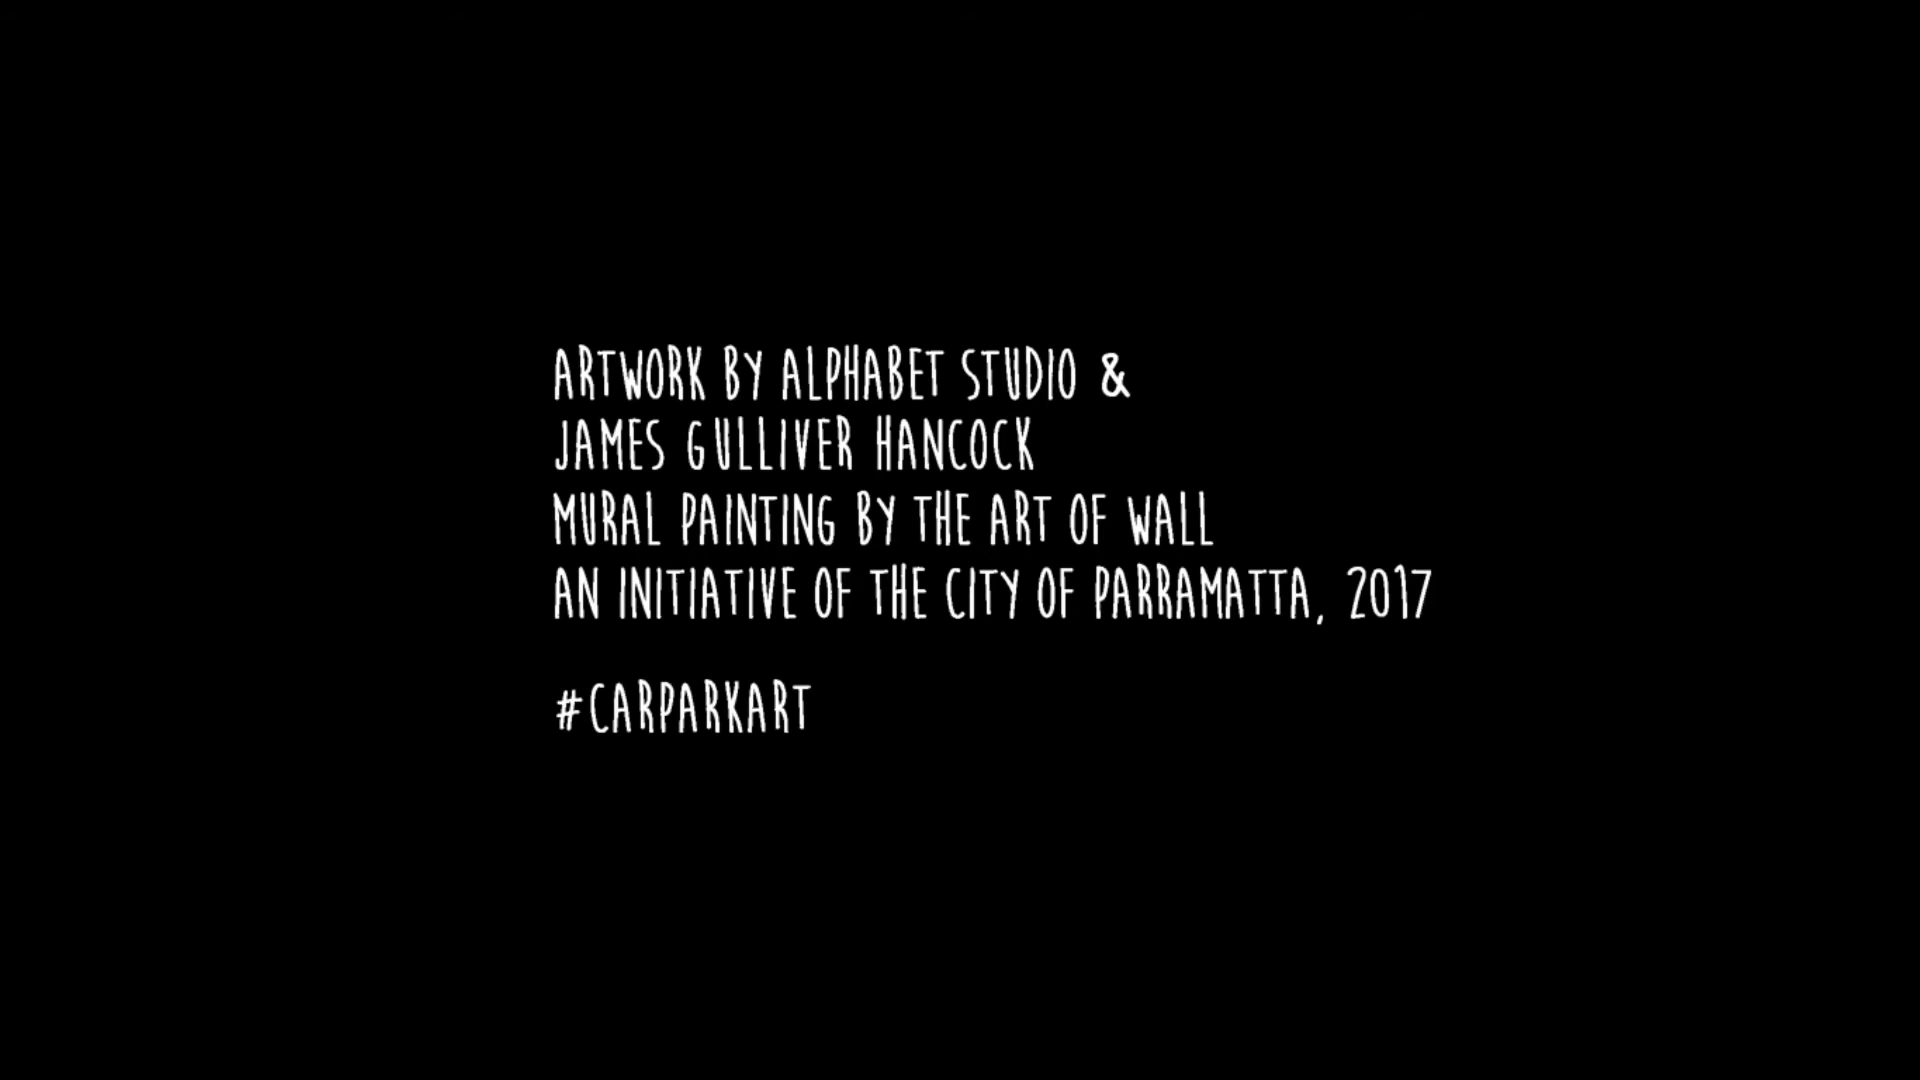 ARTWORK BY ALPHABET STUDIO &
JAMES GULLIVER HANCOCK
MURAL PAINTING BY THE ART OF WALL
AN INITIATIVE OF THE CITY OF PARRAMATTA, 2017
#CARPARKART